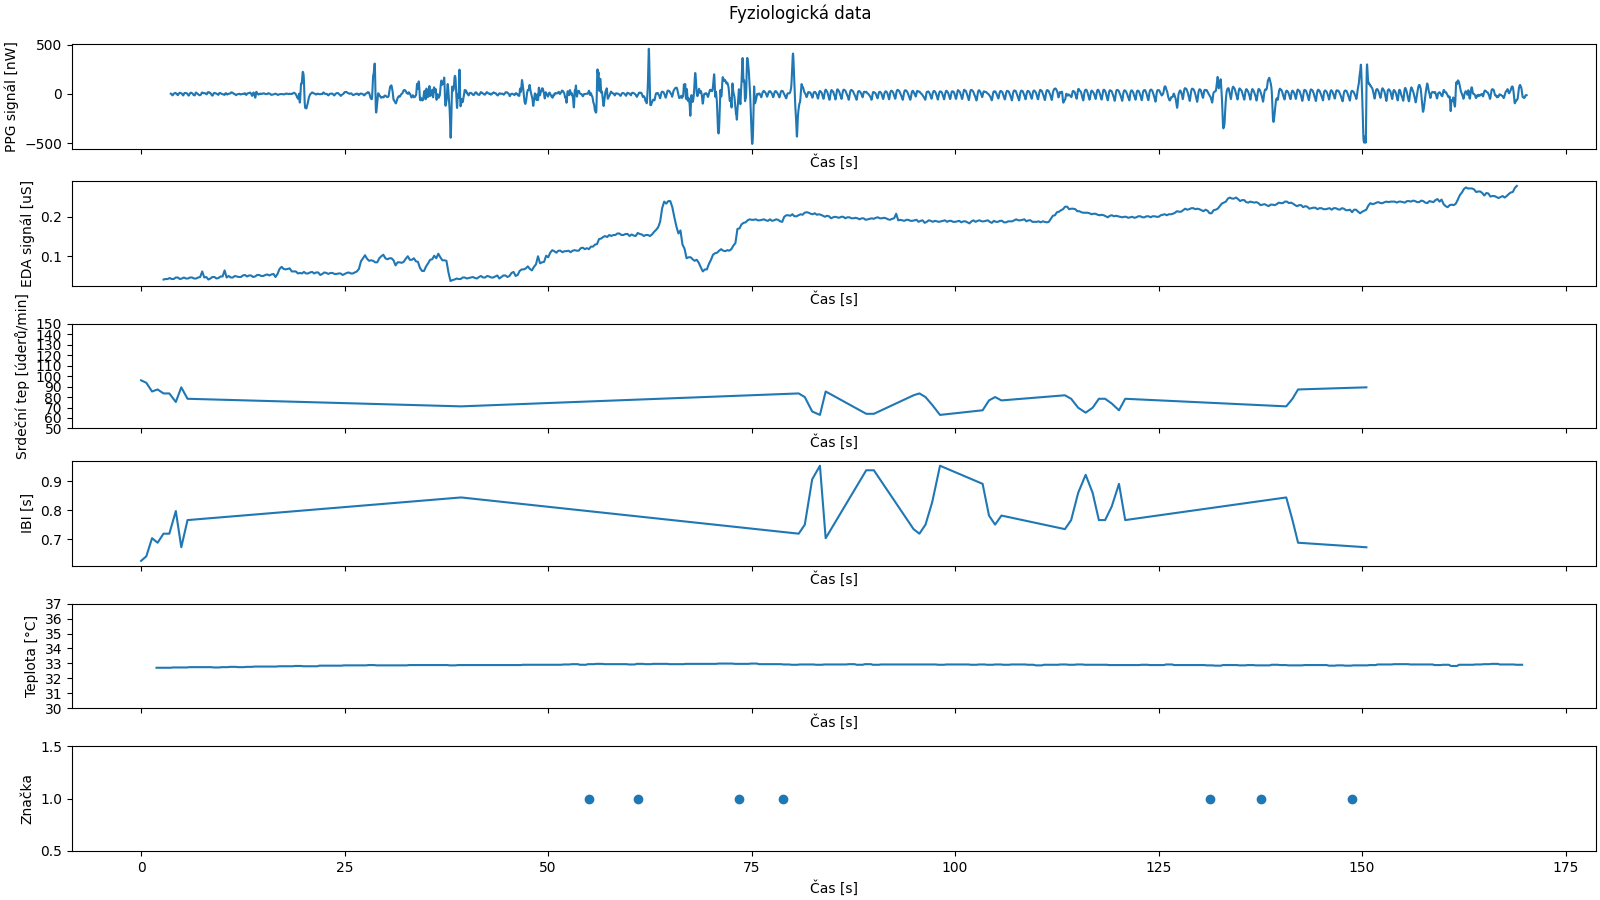 Fyziologická data
PPG signál [nW]
500
0
−500
Čas [s]
EDA signál [uS]
0.2
0.1
Čas [s]
Srdeční tep [úderů/min]
150
140
130
120
110
100
90
80
70
60
50
Čas [s]
IBI [s]
0.9
0.8
0.7
Čas [s]
Teplota [°C]
37
36
35
34
33
32
31
30
Čas [s]
Značka
1.5
1.0
0.5
0 25 50 75 100 125 150 175
Čas [s]